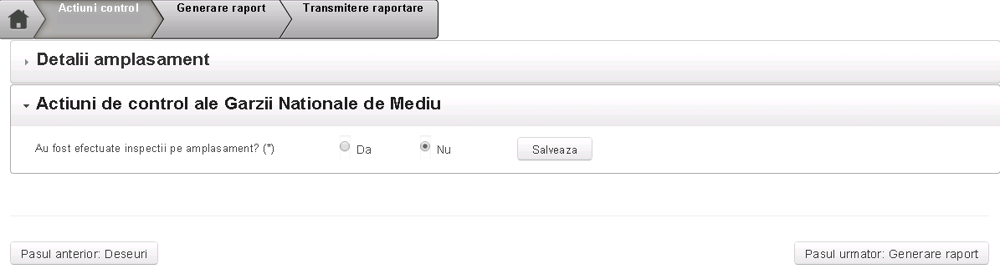 Actiuni control Generare raport Transmitere raportare
Detalii amplasament
Actiuni de control ale Garzii Nationale de Mediu
Au fost efectuate inspectii pe amplasament? (*) Da Nu Salveaza
Pasul anterior: Deseuri Pasul urmator: Generare raport